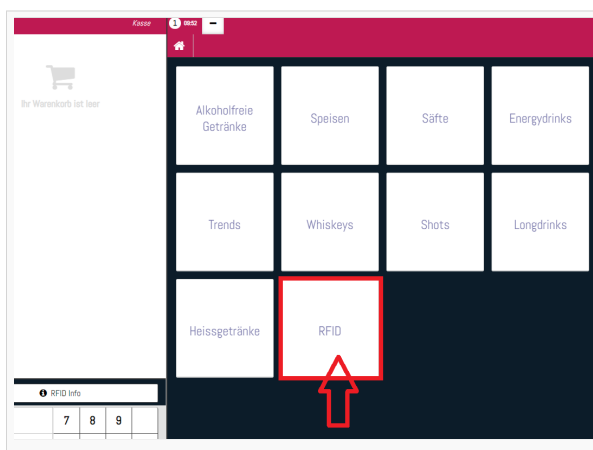 Kasse
1 09:52
Ihr Warenkorb ist leer
Alkoholfreie
Getränke
Speisen
Säfte
Energydrinks
Trends
Whiskeys
Shots
Longdrinks
Heissgetränke
RFID
RFID Info
7 8 9